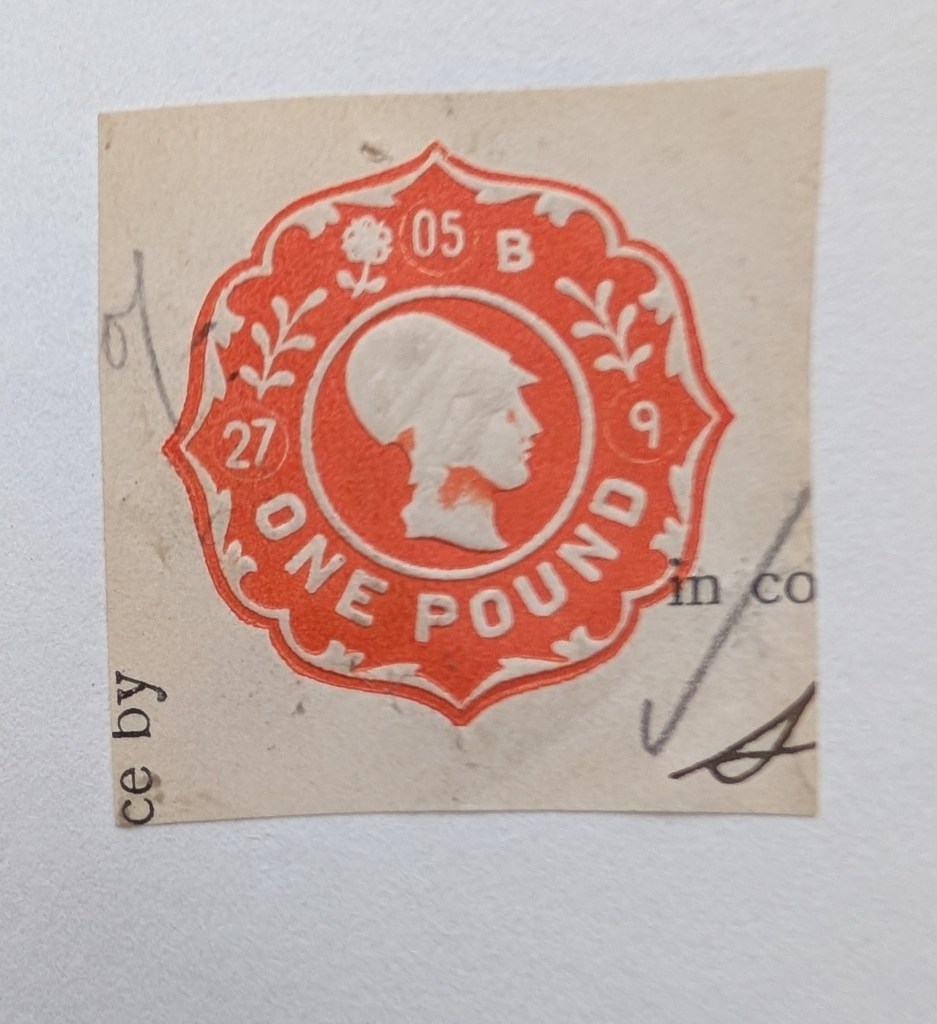 05 B
27 9
ONE POUND
in co
ce by